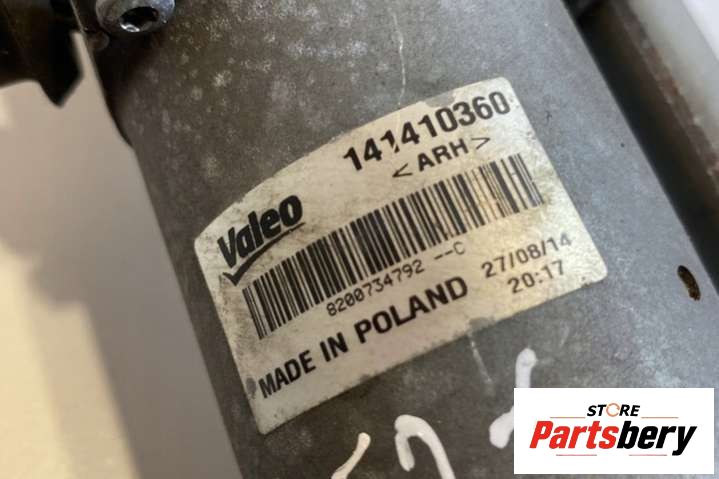 141410360
<ARH>
Valeo
8200734792 --C
27/08/14
20:17
MADE IN POLAND
STORE
Partsbery